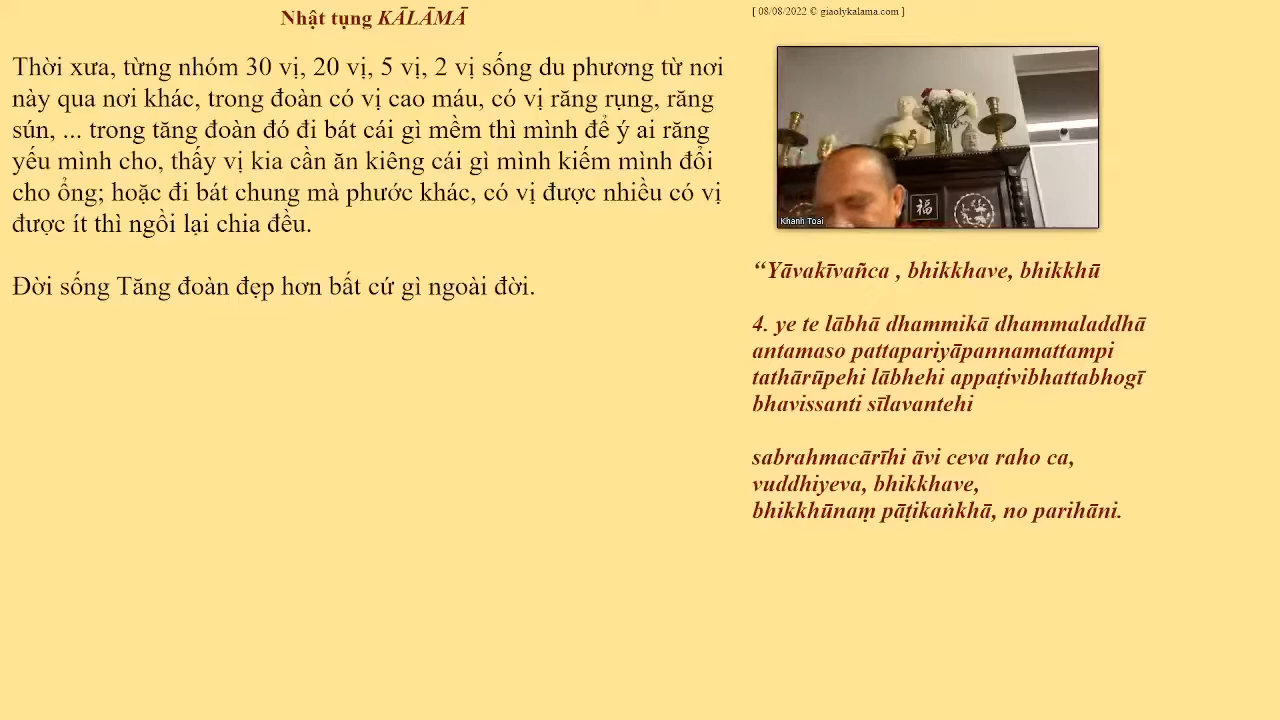 Nhật tụng KĀLĀMĀ
[ 08/08/2022 © giaolykalama.com ]
Thời xưa, từng nhóm 30 vị, 20 vị, 5 vị, 2 vị sống du phương từ nơi
này qua nơi khác, trong đoàn có vị cao máu, có vị răng rụng, răng
sún, ... trong tăng đoàn đó đi bát cái gì mềm thì mình để ý ai răng
yếu mình cho, thấy vị kia cần ăn kiêng cái gì mình kiếm mình đổi
cho ổng; hoặc đi bát chung mà phước khác, có vị được nhiều có vị
được ít thì ngồi lại chia đều.
Đời sống Tăng đoàn đẹp hơn bất cứ gì ngoài đời.
福
Khanh Toai
“Yāvakīvañca , bhikkhave, bhikkhū
4. ye te lābhā dhammikā dhammaladdhā
antamaso pattapariyāpannamattampi
tathārūpehi lābhehi appaṭivibhattabhogī
bhavissanti sīlavantehi
sabrahmacārīhi āvi ceva raho ca,
vuddhiyeva, bhikkhave,
bhikkhūnaṃ pāṭikaṅkhā, no parihāni.